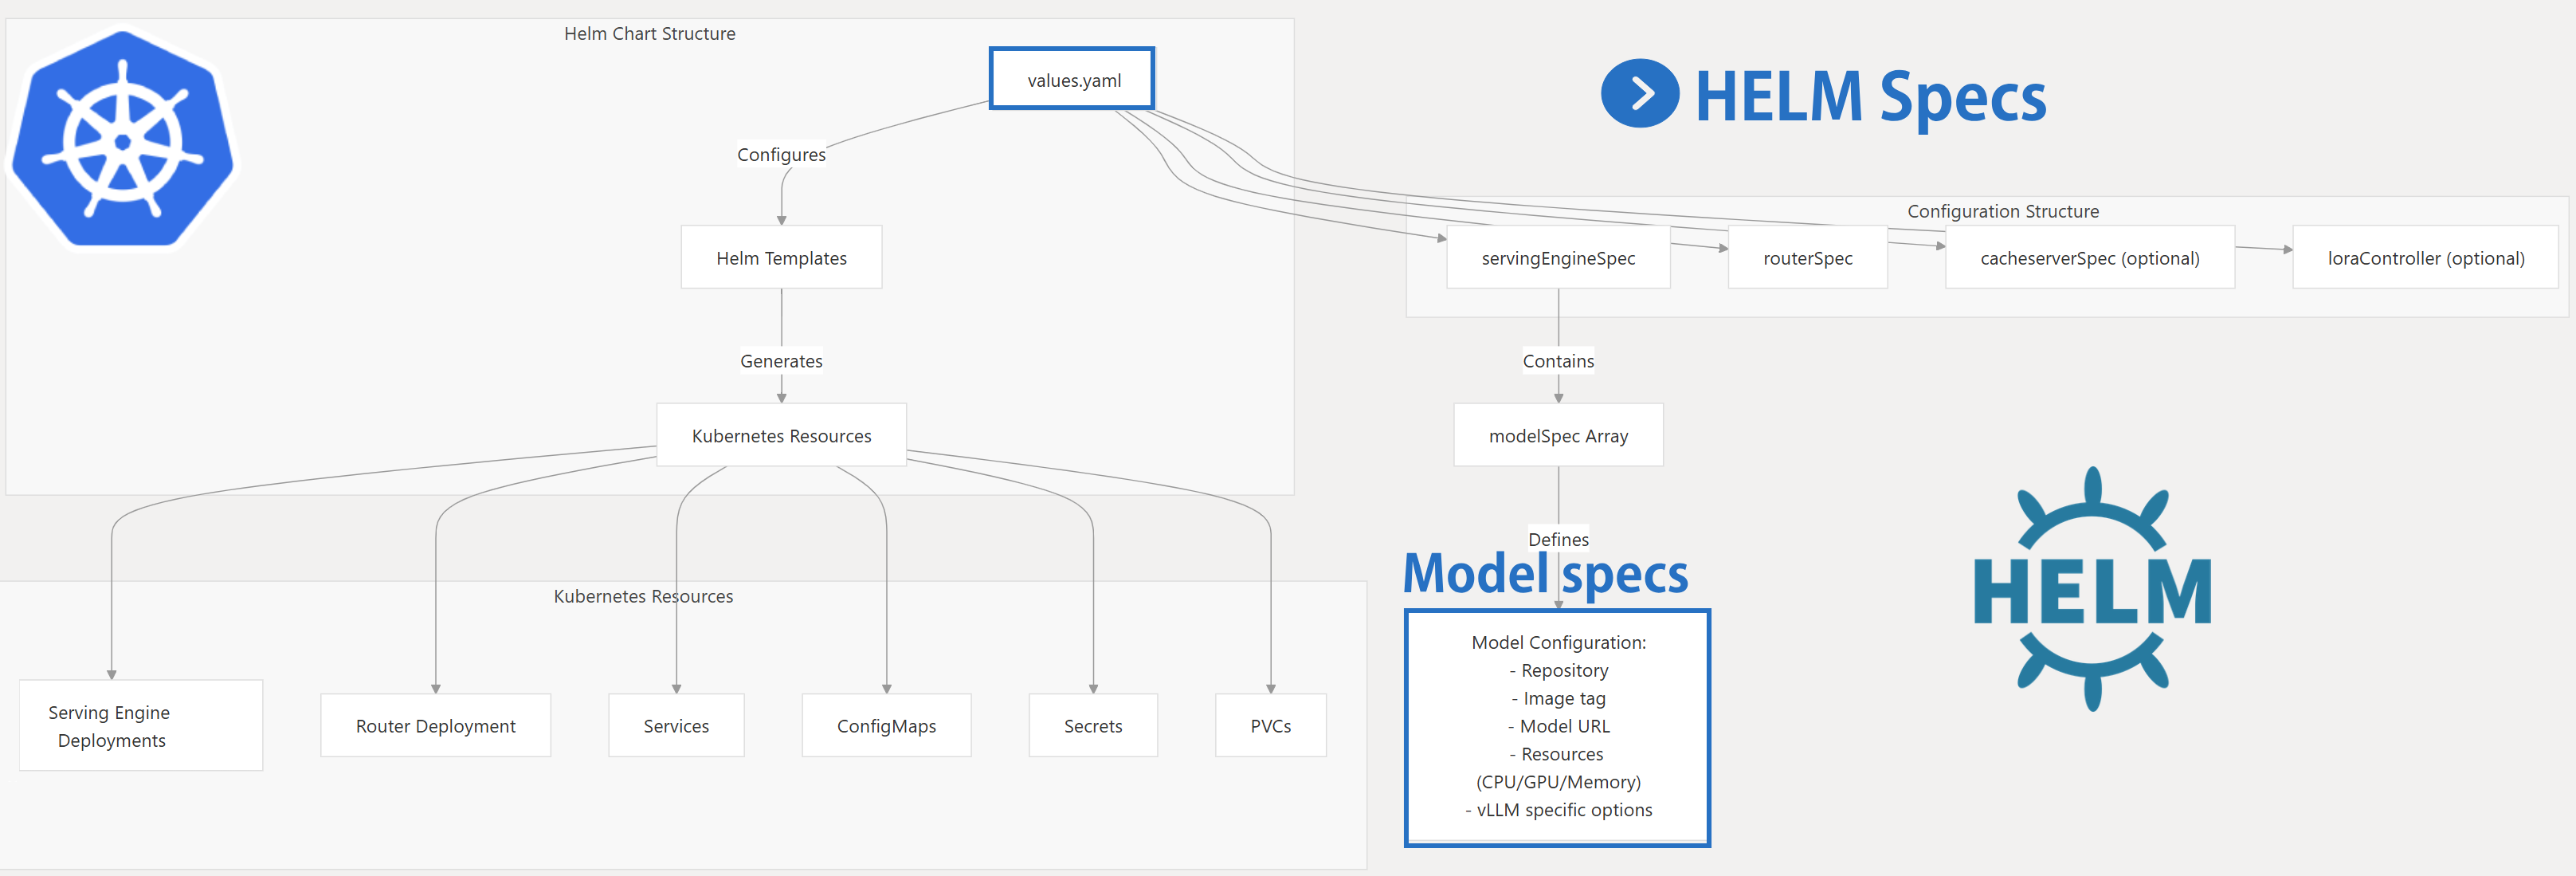 Helm Chart Structure
values.yaml
HELM Specs
Configures
Configuration Structure
Helm Templates
servingEngineSpec
routerSpec
cacheserverSpec (optional)
loraController (optional)
Generates
Contains
Kubernetes Resources
modelSpec Array
Defines
Model specs
Kubernetes Resources
Serving Engine
Deployments
Router Deployment
Services
ConfigMaps
Secrets
PVCs
Model Configuration:
- Repository
- Image tag
- Model URL
- Resources
(CPU/GPU/Memory)
- vLLM specific options
HELM